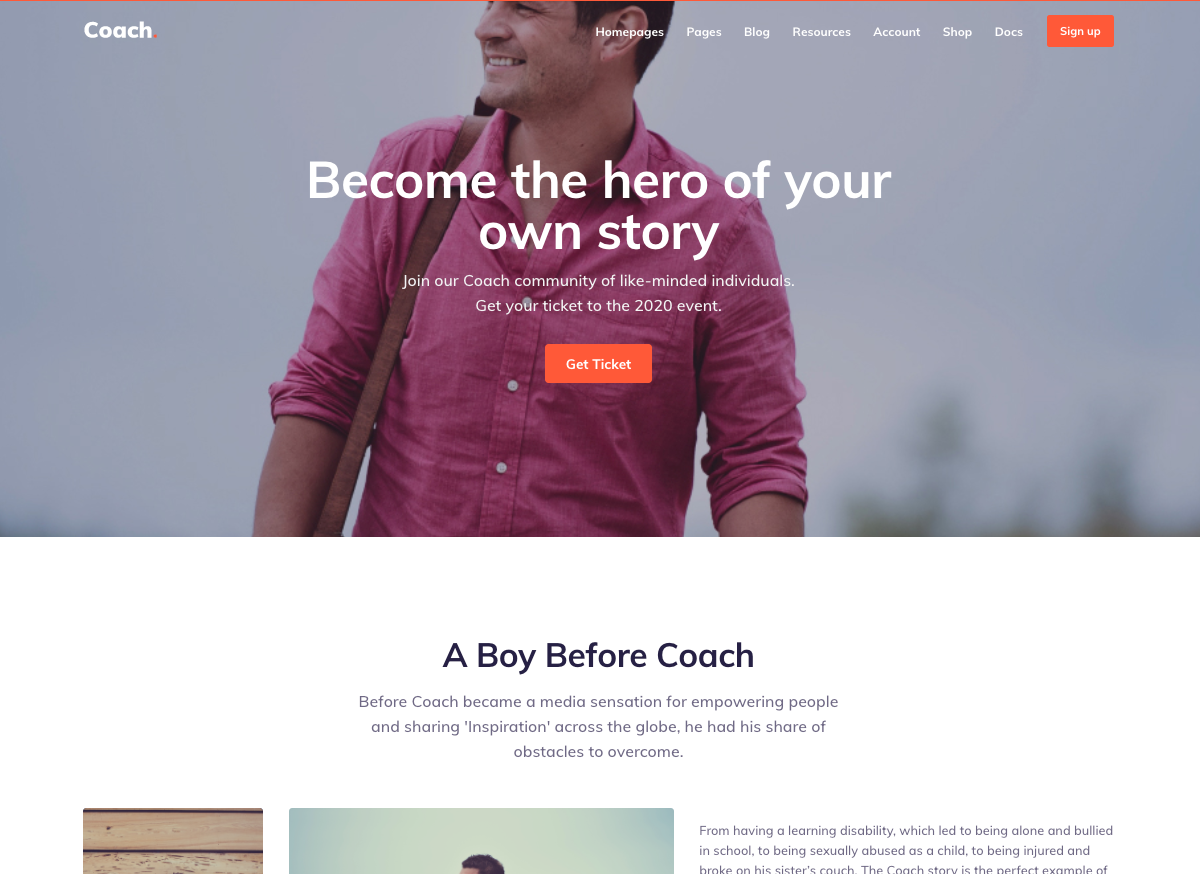 Coach.
Homepages Pages Blog Resources Account Shop Docs Sign up
Become the hero of your
own story
Join our Coach community of like-minded individuals.
Get your ticket to the 2020 event.
Get Ticket
A Boy Before Coach
Before Coach became a media sensation for empowering people
and sharing 'Inspiration' across the globe, he had his share of
obstacles to overcome.
From having a learning disability, which led to being alone and bullied
in school, to being sexually abused as a child, to being injured and
broke on his sister's couch. The Coach story is the perfect example of